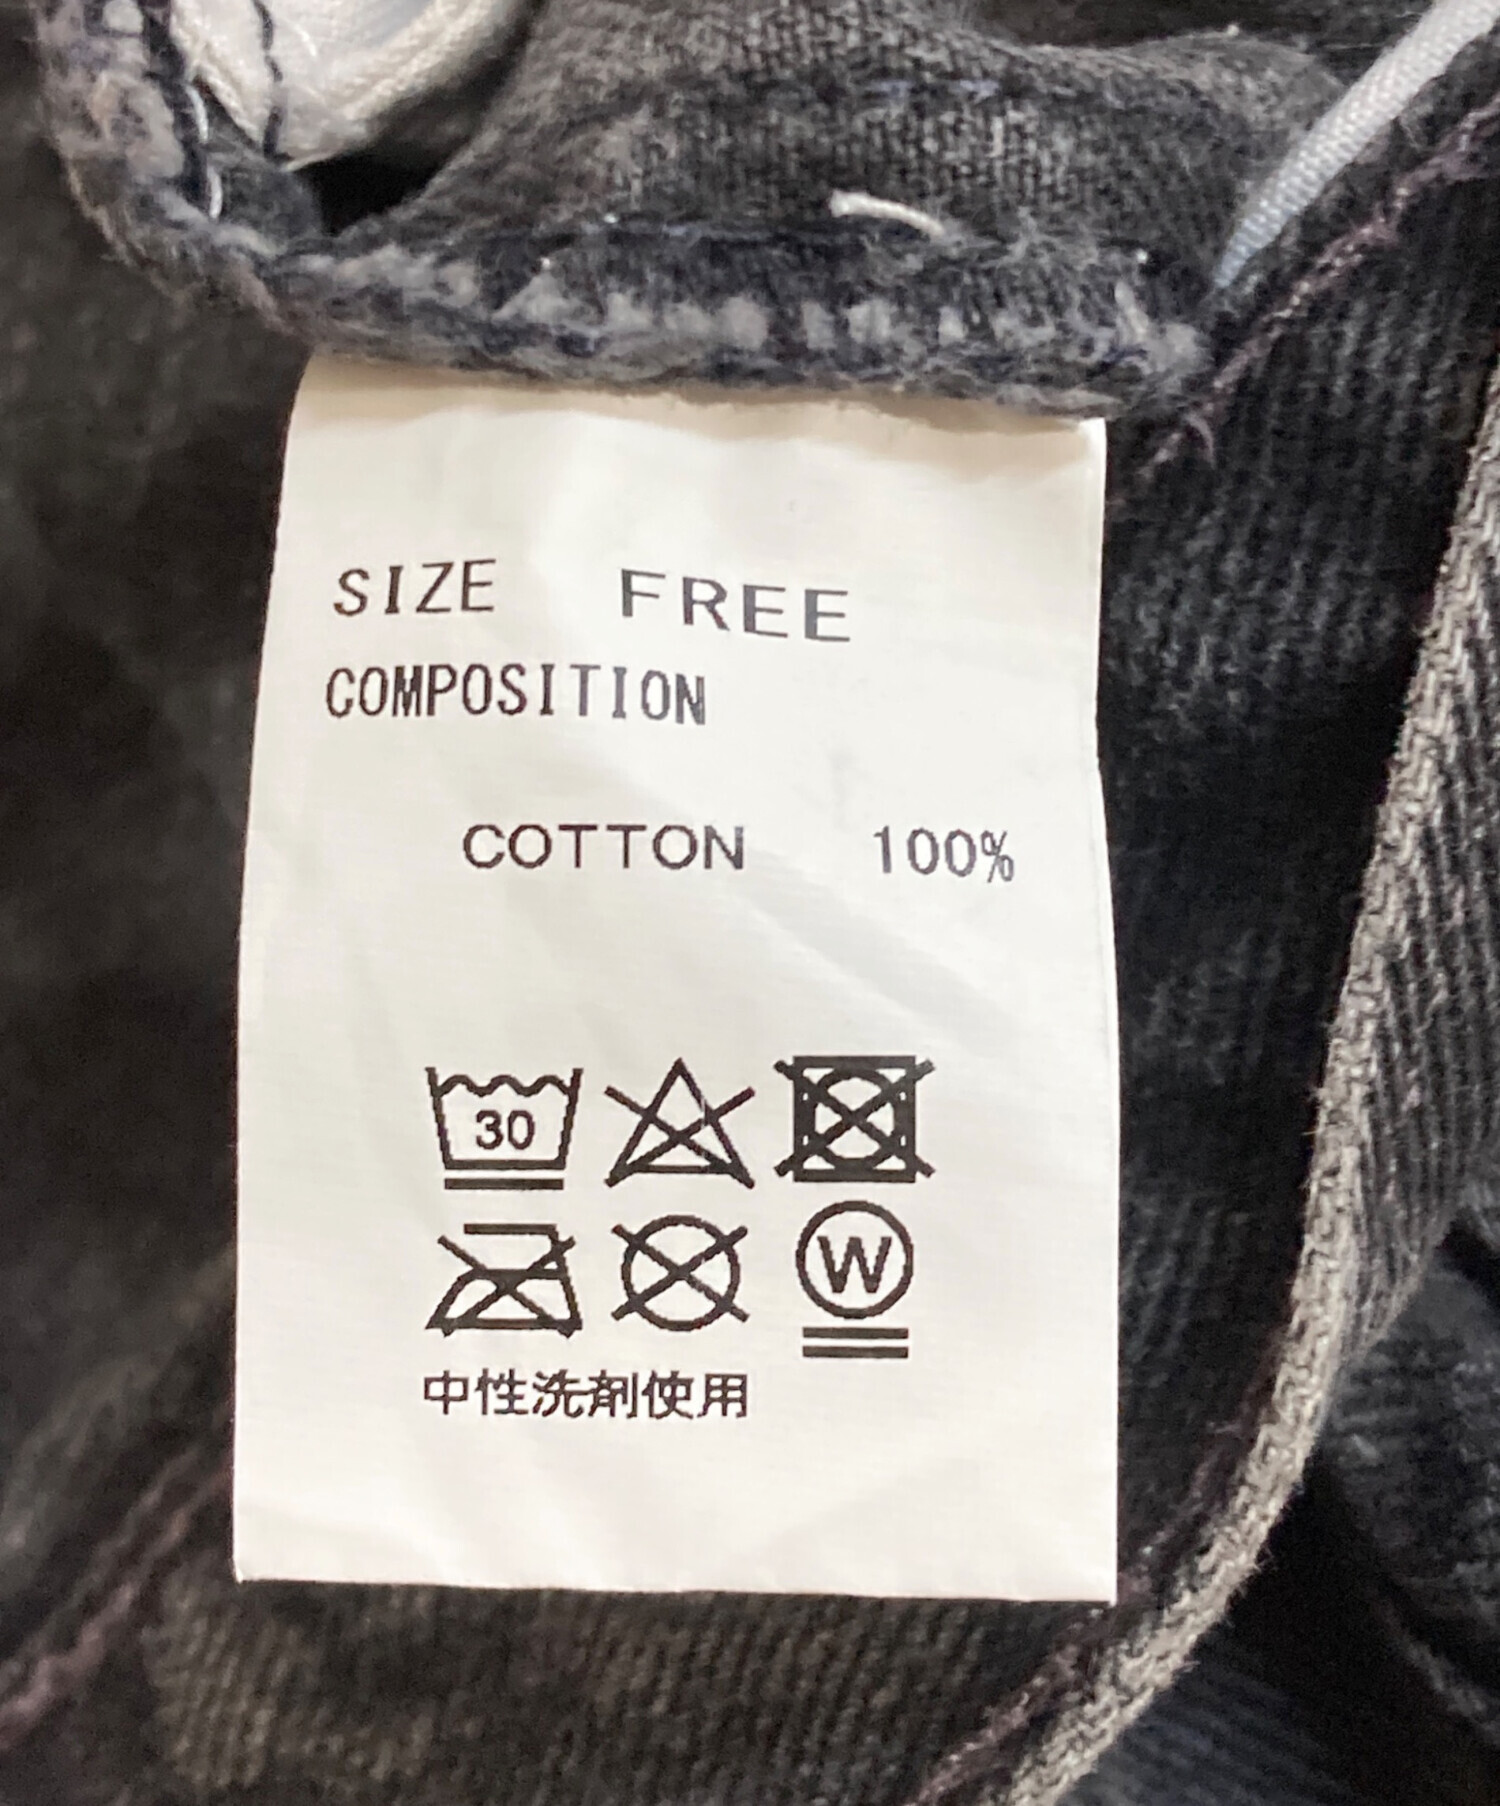 SIZE FREE
COMPOSITION
COTTON 100%
30
W
中性洗剤使用